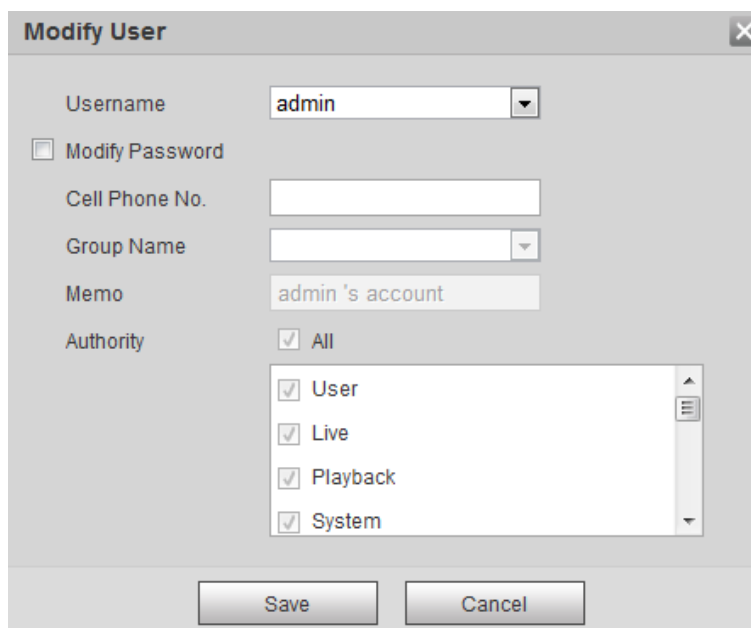 Modify User
Username admin
Modify Password
Cell Phone No.
Group Name
Memo admin 's account
Authority All
User
Live
Playback
System
Save Cancel